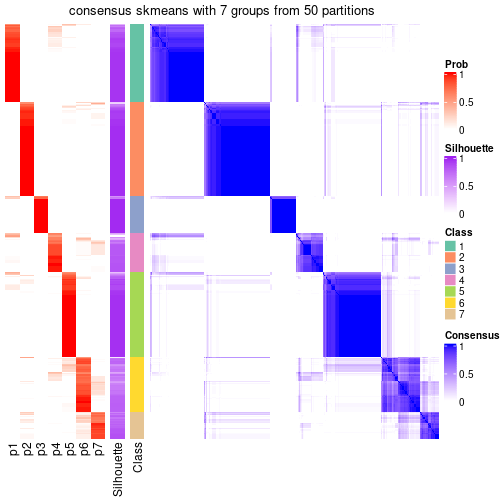 consensus skmeans with 7 groups from 50 partitions
Prob
1
0.5
0
Silhouette
1
0.5
0
Class
1
2
3
4
5
6
7
Consensus
1
0.5
0
p1
p2
p3
p4
p5
p6
p7
Silhouette
Class